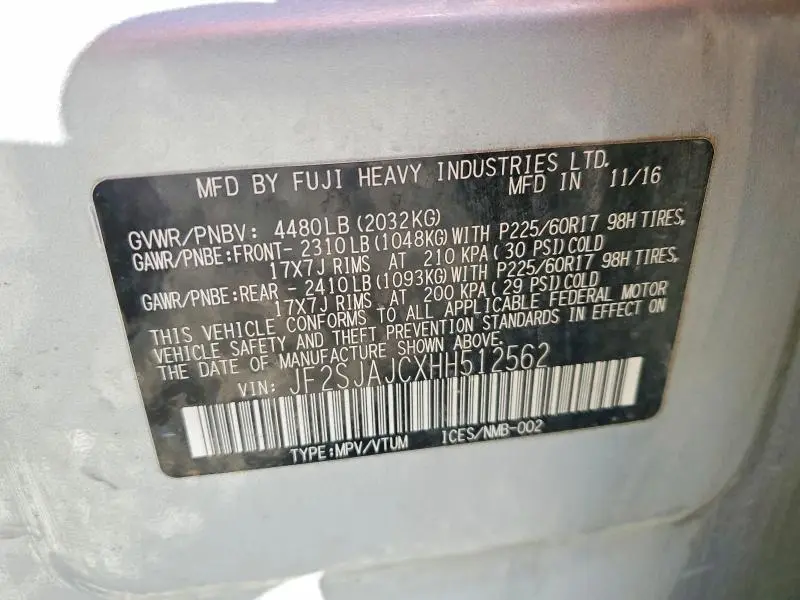 MFD BY FUJI HEAVY INDUSTRIES LTD.
MFD IN 11/16
GVWR/PNBV: 4480LB(2032KG)
GAWR/PNBE:FRONT- 2310LB(1048KG)WITH P225/60R17 98H TIRES,
17X7J RIMS AT 210 KPA(30 PSI)COLD
GAWR/PNBE:REAR - 2410LB(1093KG)WITH P225/60R17 98H TIRES,
17X7J RIMS AT 200 KPA(29 PSI)COLD
THIS VEHICLE CONFORMS TO ALL APPLICABLE FEDERAL MOTOR
VEHICLE SAFETY AND THEFT PREVENTION STANDARDS IN EFFECT ON
THE DATE OF MANUFACTURE SHOWN ABOVE.
VIN: JF2SJAJCXHH512562
TYPE:MPV/VTUM ICES/NMB-002